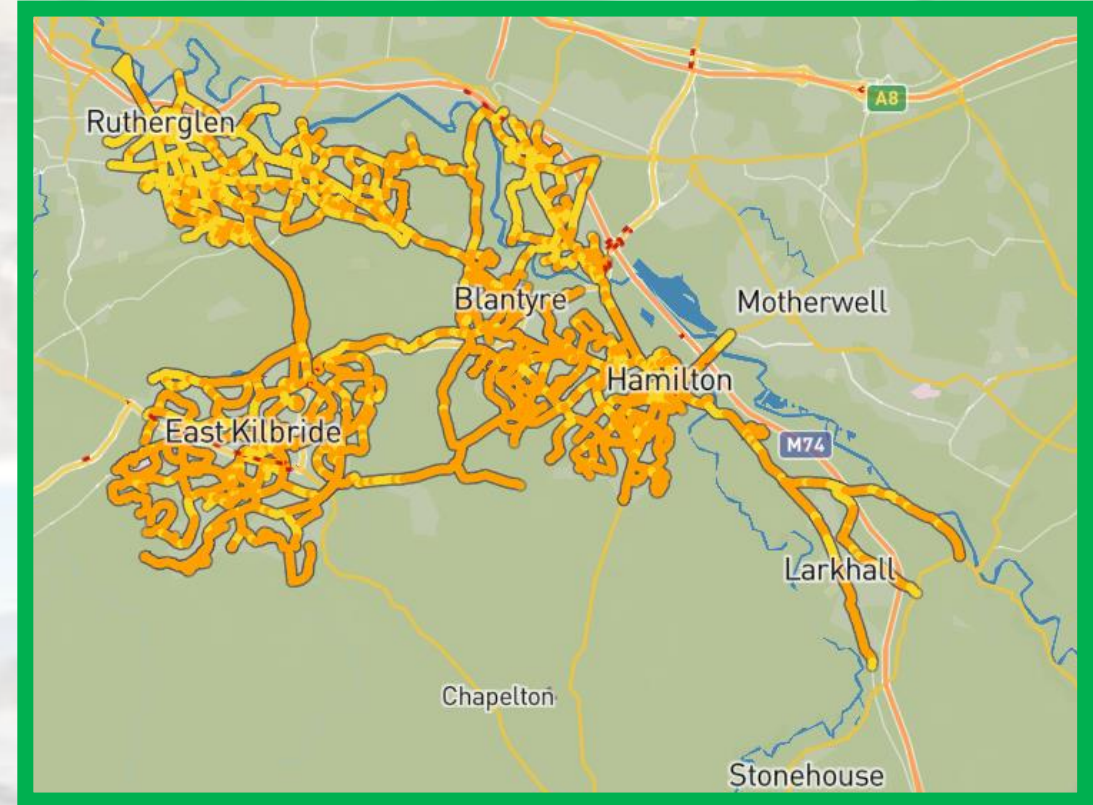 A8
Rutherglen
Blantyre
Motherwell
Hamilton
East Kilbride
M74
Larkhall
Chapelton
Stonehouse